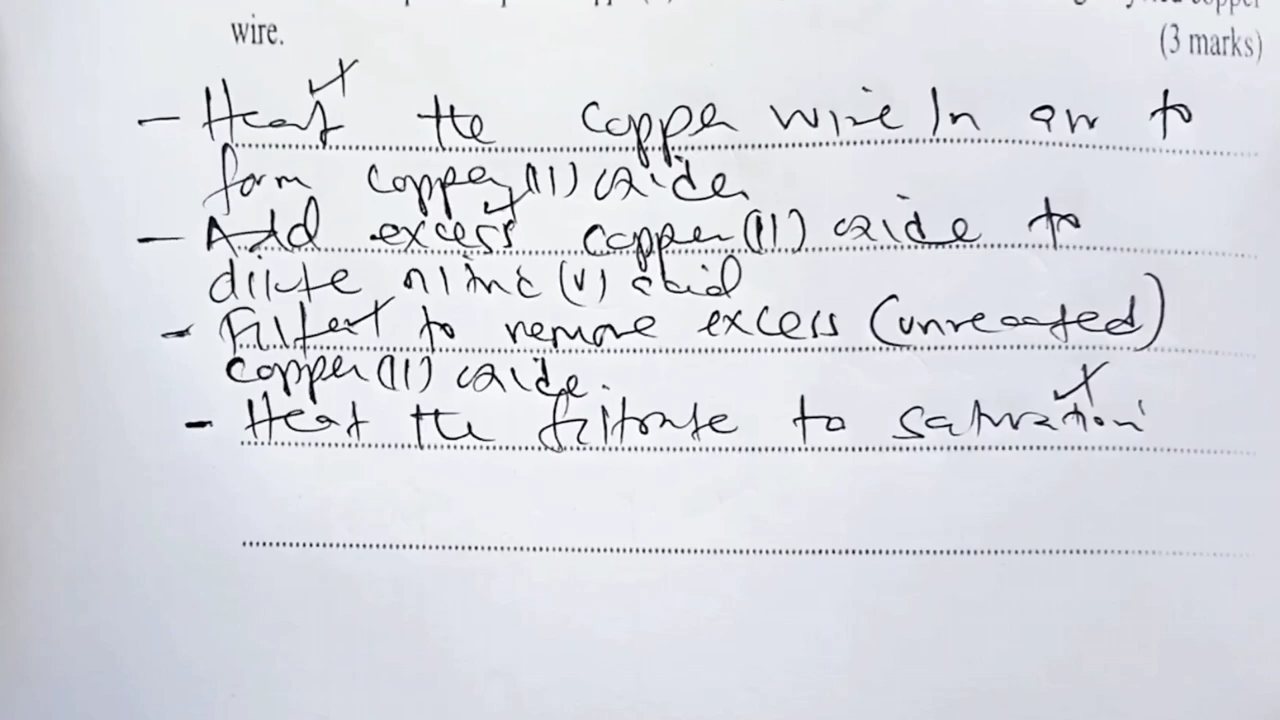 copper
wire.
(3 marks)
- Heat the copper wire in air to
form copper(II) oxide.
- Add excess copper(II) oxide to
dilute nitric(V) acid
- Filter to remove excess (unreacted)
copper(II) oxide.
- Heat the filtrate to saturation